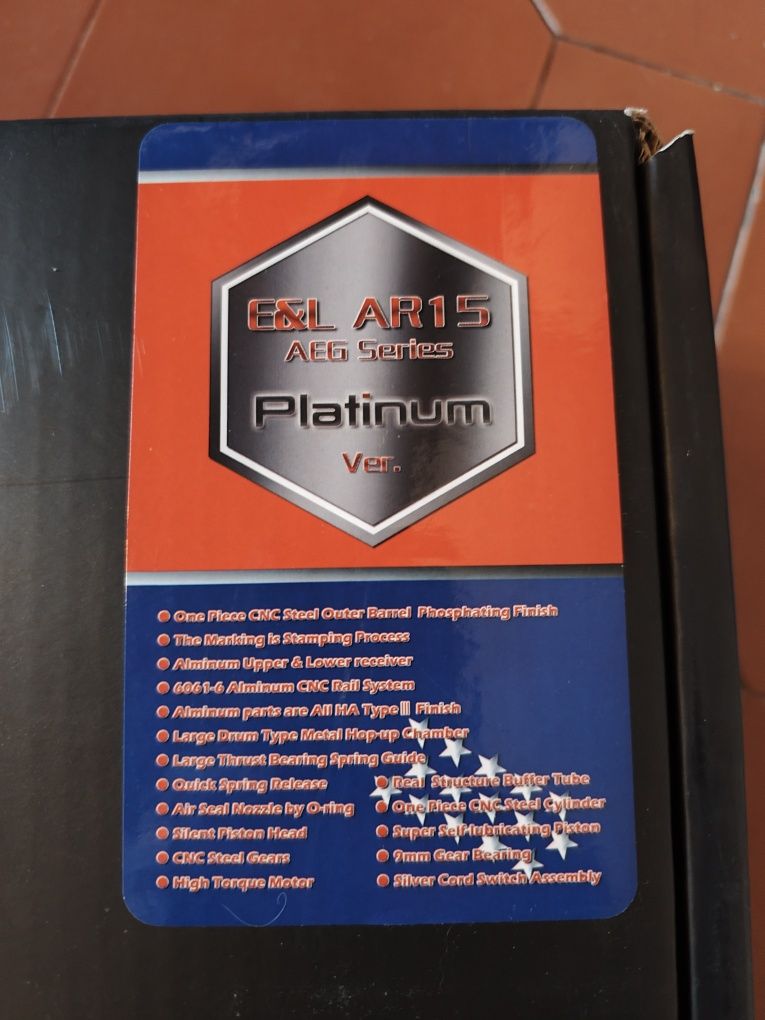 E&L AR15
AEG Series
Platinum
Ver.
One Piece CNC Steel Outer Barrel Phosphating Finish
The Marking is Stamping Process
Alminum Upper & Lower receiver
6061-6 Alminum CNC Rail System
Alminum parts are All HA Type Ⅲ Finish
Large Drum Type Metal Hop-up Chamber
Large Thrust Bearing Spring Guide
Quick Spring Release
Air Seal Nozzle by O-ring
Silent Piston Head
CNC Steel Gears
High Torque Motor
Real Structure Buffer Tube
One Piece CNC Steel Cylinder
Super Self-lubricating Piston
9mm Gear Bearing
Silver Cord Switch Assembly